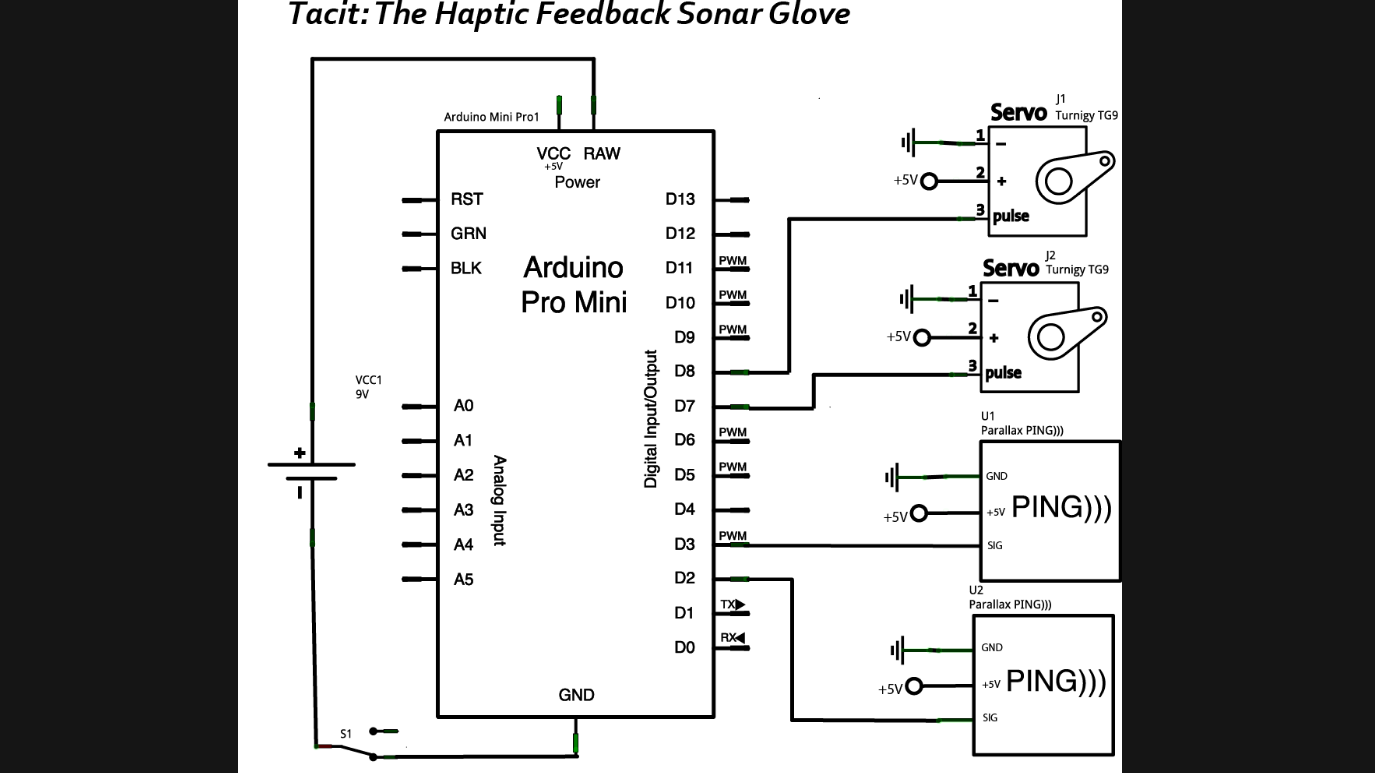 Tacit: The Haptic Feedback Sonar Glove
Arduino Mini Pro1
VCC
+5V
RAW
Power
RST
GRN
BLK
Arduino
Pro Mini
VCC1
9V
+
−
A0
A1
A2
A3
A4
A5
Analog Input
Digital Input/Output
D13
D12
D11 PWM
D10 PWM
D9 PWM
D8
D7
D6 PWM
D5 PWM
D4
D3 PWM
D2
D1 TX
D0 RX
GND
S1
J1
Servo Turnigy TG9
1 −
+5V 2 +
3 pulse
J2
Servo Turnigy TG9
1 −
+5V 2 +
3 pulse
U1
Parallax PING)))
GND
+5V +5V PING)))
SIG
U2
Parallax PING)))
GND
+5V +5V PING)))
SIG